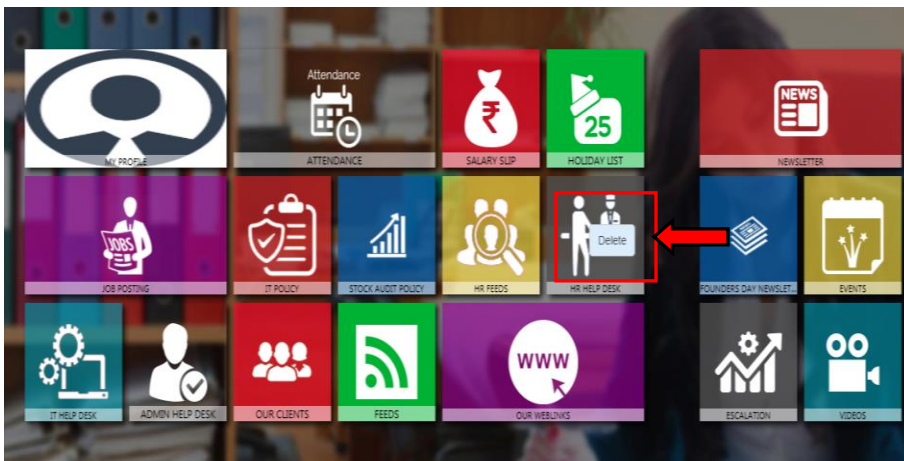 Attendance
25
NEWS
MY PROFILE
ATTENDANCE
SALARY SLIP
HOLIDAY LIST
NEWSLETTER
JOBS
Delete
JOB POSTING
IT POLICY
STOCK AUDIT POLICY
HR FEEDS
HR HELP DESK
FOUNDERS DAY NEWSLET...
EVENTS
www
IT HELP DESK
ADMIN HELP DESK
OUR CLIENTS
FEEDS
OUR WEBLINKS
ESCALATION
VIDEOS